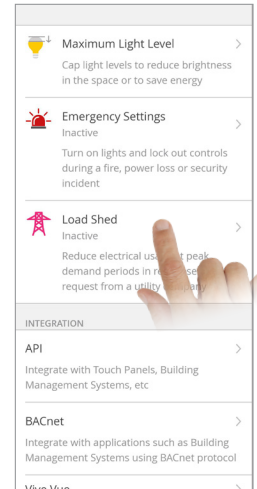 Maximum Light Level
Cap light levels to reduce brightness
in the space or to save energy
Emergency Settings
Inactive
Turn on lights and lock out controls
during a fire, power loss or security
incident
Load Shed
Inactive
Reduce electrical peak
demand periods in
request from a utility
INTEGRATION
API
Integrate with Touch Panels, Building
Management Systems, etc
BACnet
Integrate with applications such as Building
Management Systems using BACnet protocol
Vive Vue